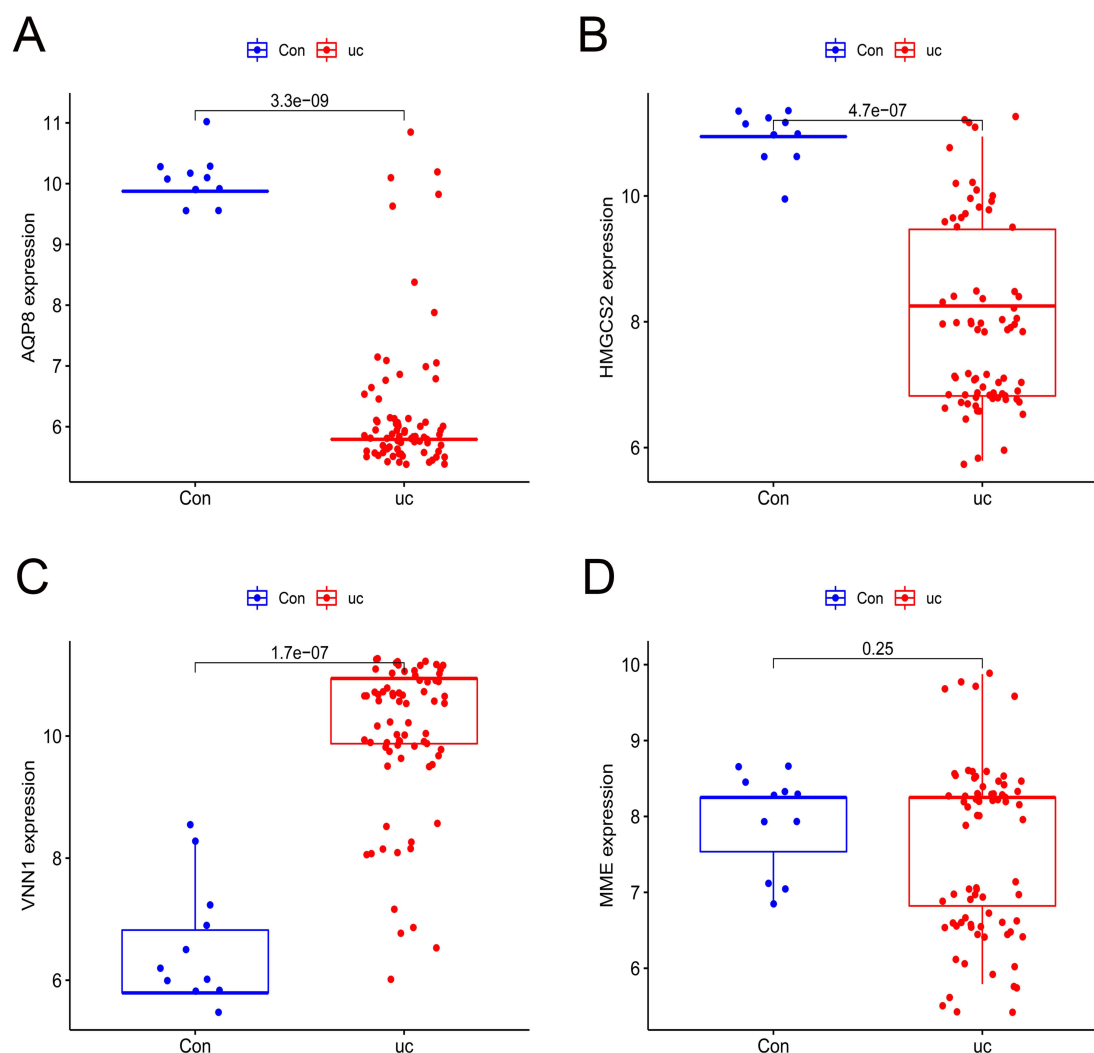 A
Con uc
3.3e−09
11
10
9
8
7
6
AQP8 expression
Con uc
B
Con uc
4.7e−07
10
8
6
HMGCS2 expression
Con uc
C
Con uc
1.7e−07
10
8
6
VNN1 expression
Con uc
D
Con uc
0.25
10
9
8
7
6
MME expression
Con uc